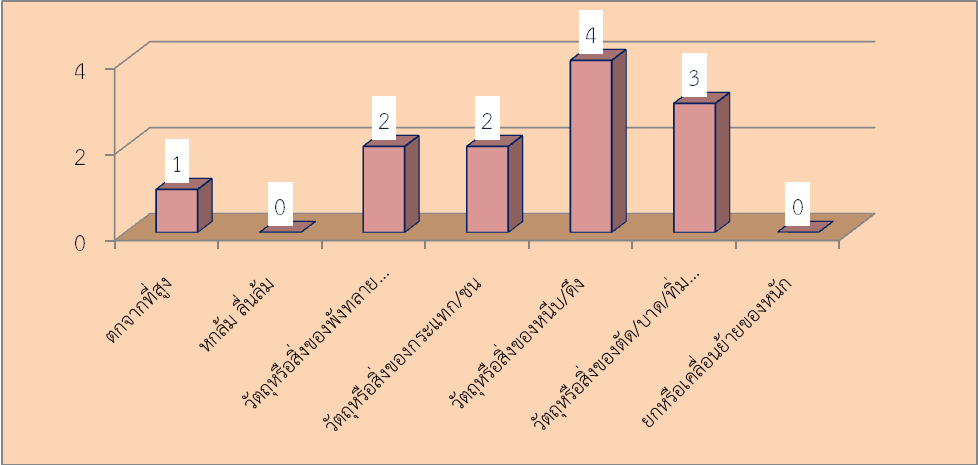 4
2
0
1
0
2
2
4
3
0
ตกจากที่สูง
หกล้ม ลื่นล้ม
วัตถุหรือสิ่งของพังทลาย...
วัตถุหรือสิ่งของกระแทก/ชน
วัตถุหรือสิ่งของหนีบ/ดึง
วัตถุหรือสิ่งของตัด/บาด/ทิ่ม...
ยกหรือเคลื่อนย้ายของหนัก